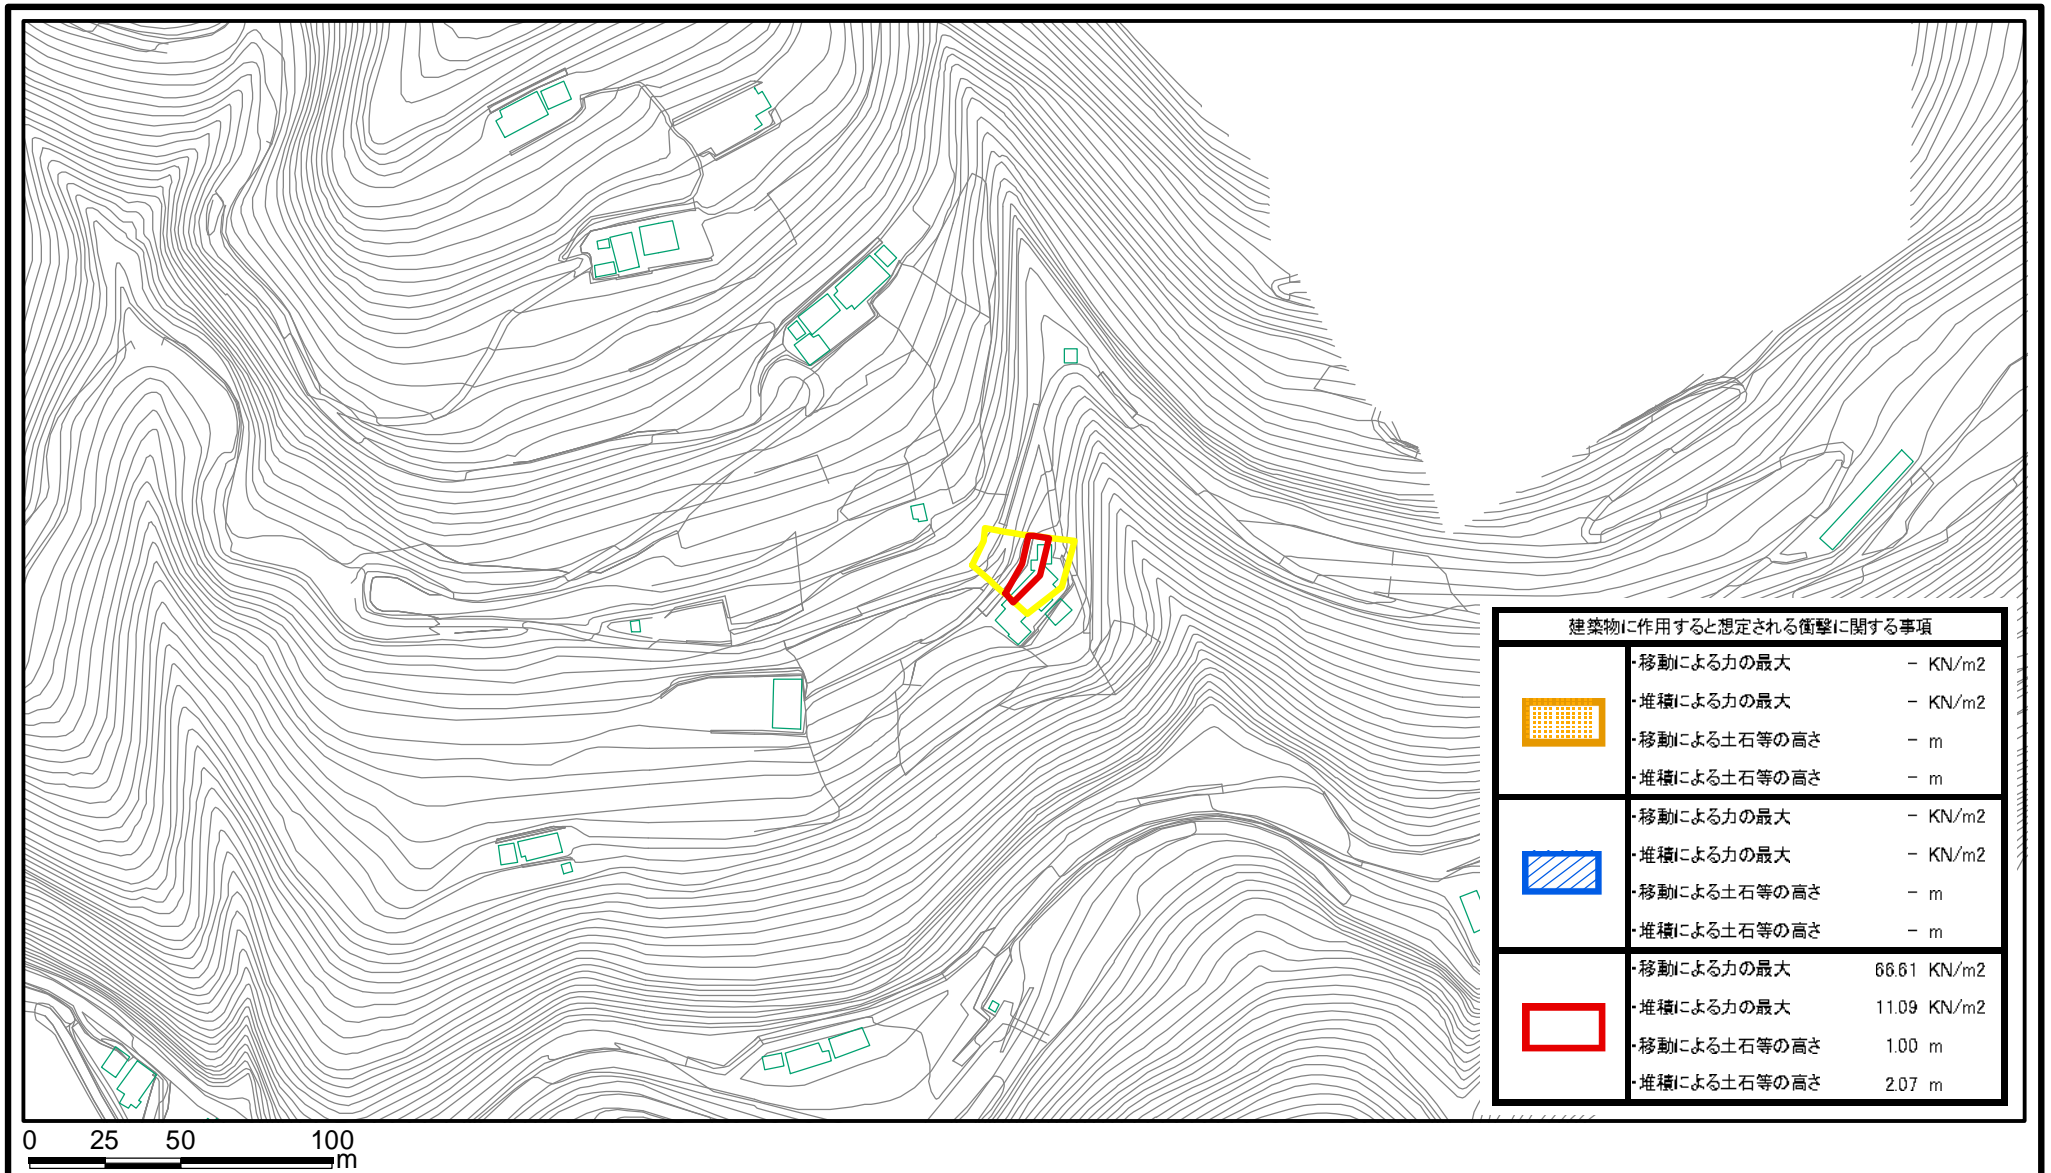 建築物に作用すると想定される衝撃に関する事項
・移動による力の最大 - KN/m2
・堆積による力の最大 - KN/m2
・移動による土石等の高さ - m
・堆積による土石等の高さ - m
・移動による力の最大 - KN/m2
・堆積による力の最大 - KN/m2
・移動による土石等の高さ - m
・堆積による土石等の高さ - m
・移動による力の最大 66.61 KN/m2
・堆積による力の最大 11.09 KN/m2
・移動による土石等の高さ 1.00 m
・堆積による土石等の高さ 2.07 m
0 25 50 100
m